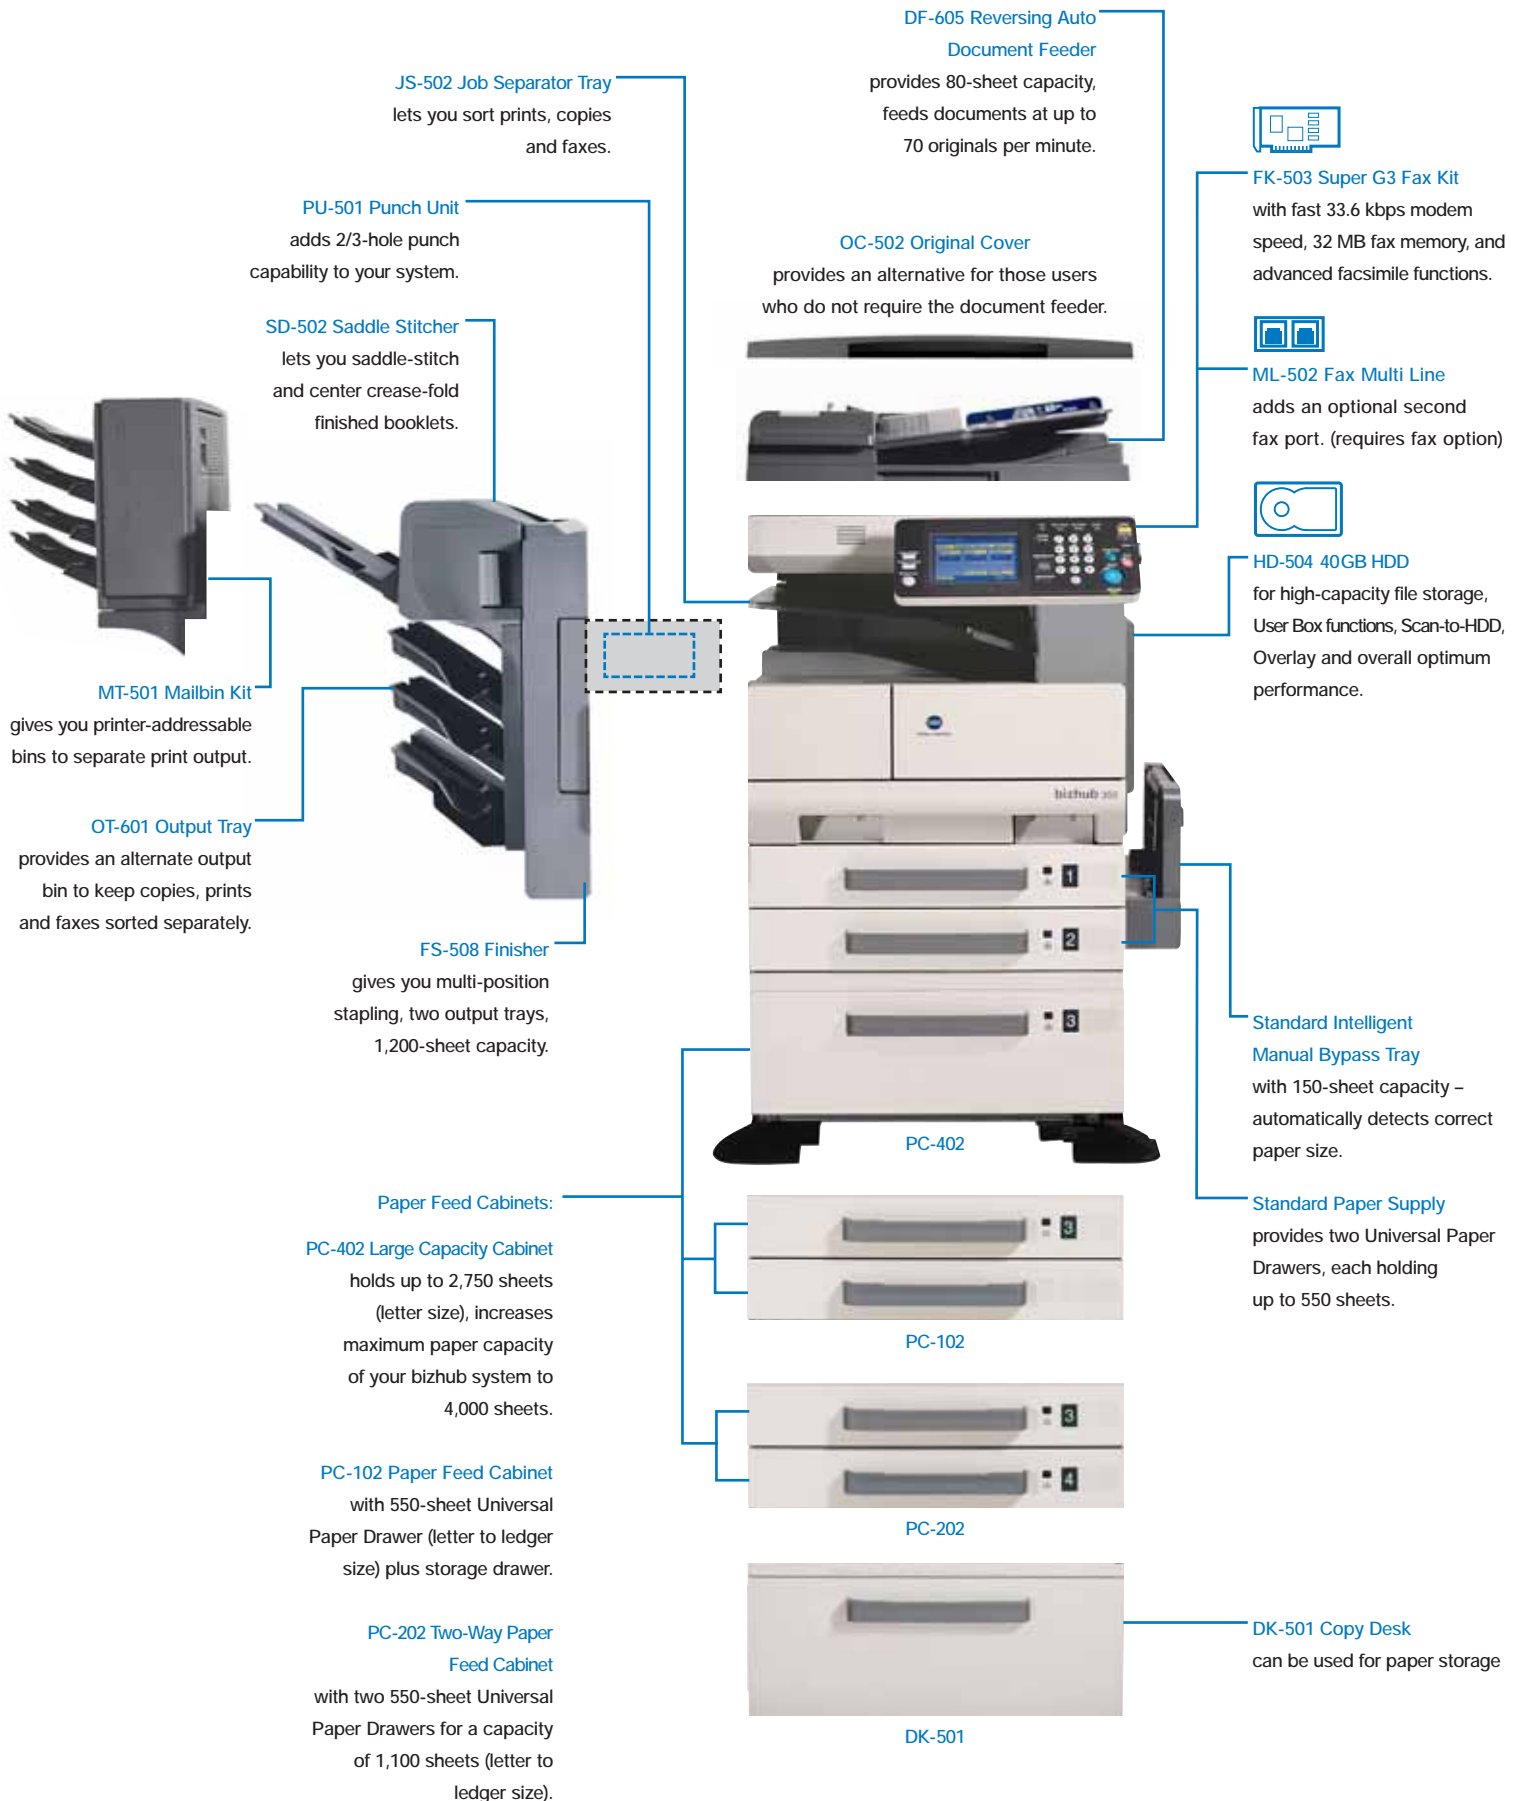 DF-605 Reversing Auto
Document Feeder
provides 80-sheet capacity,
feeds documents at up to
70 originals per minute.
JS-502 Job Separator Tray
lets you sort prints, copies
and faxes.
FK-503 Super G3 Fax Kit
with fast 33.6 kbps modem
speed, 32 MB fax memory, and
advanced facsimile functions.
PU-501 Punch Unit
adds 2/3-hole punch
capability to your system.
OC-502 Original Cover
provides an alternative for those users
who do not require the document feeder.
SD-502 Saddle Stitcher
lets you saddle-stitch
and center crease-fold
finished booklets.
ML-502 Fax Multi Line
adds an optional second
fax port. (requires fax option)
HD-504 40GB HDD
for high-capacity file storage,
User Box functions, Scan-to-HDD,
Overlay and overall optimum
performance.
MT-501 Mailbin Kit
gives you printer-addressable
bins to separate print output.
OT-601 Output Tray
provides an alternate output
bin to keep copies, prints
and faxes sorted separately.
bizhub 350
1
2
3
FS-508 Finisher
gives you multi-position
stapling, two output trays,
1,200-sheet capacity.
Standard Intelligent
Manual Bypass Tray
with 150-sheet capacity –
automatically detects correct
paper size.
PC-402
Standard Paper Supply
provides two Universal Paper
Drawers, each holding
up to 550 sheets.
Paper Feed Cabinets:
PC-402 Large Capacity Cabinet
holds up to 2,750 sheets
(letter size), increases
maximum paper capacity
of your bizhub system to
4,000 sheets.
3
PC-102
PC-102 Paper Feed Cabinet
with 550-sheet Universal
Paper Drawer (letter to ledger
size) plus storage drawer.
3
4
PC-202
PC-202 Two-Way Paper
Feed Cabinet
with two 550-sheet Universal
Paper Drawers for a capacity
of 1,100 sheets (letter to
ledger size).
DK-501 Copy Desk
can be used for paper storage
DK-501